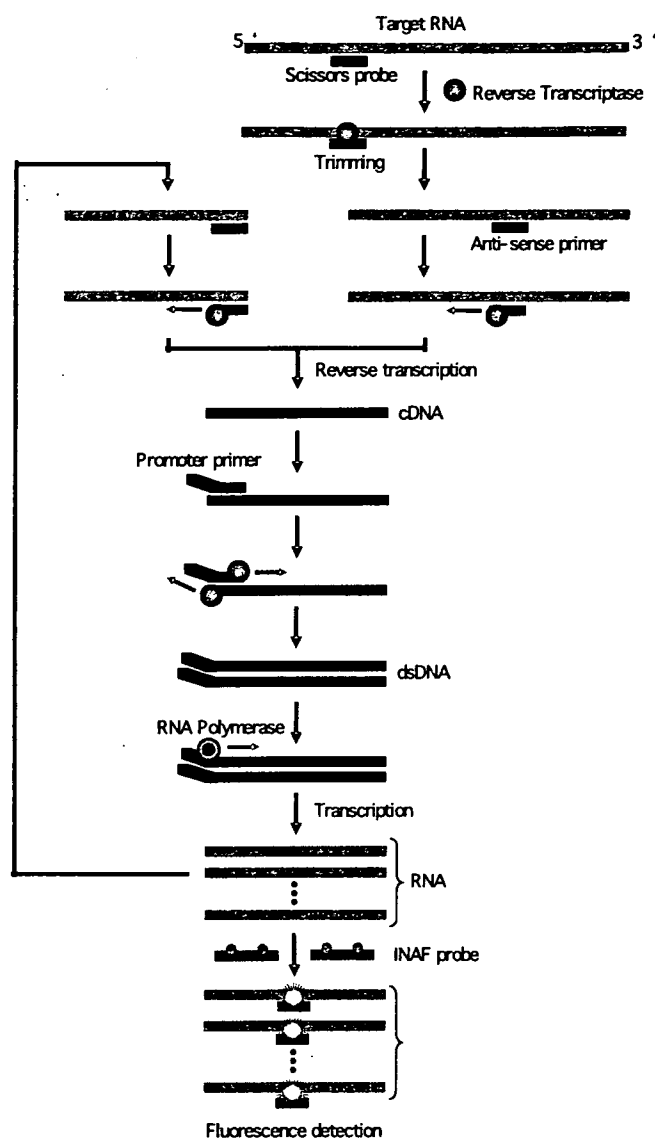 Target RNA
5' 3'
Scissors probe
Reverse Transcriptase
Trimming
Anti-sense primer
Reverse transcription
cDNA
Promoter primer
dsDNA
RNA Polymerase
Transcription
RNA
INAF probe
Fluorescence detection